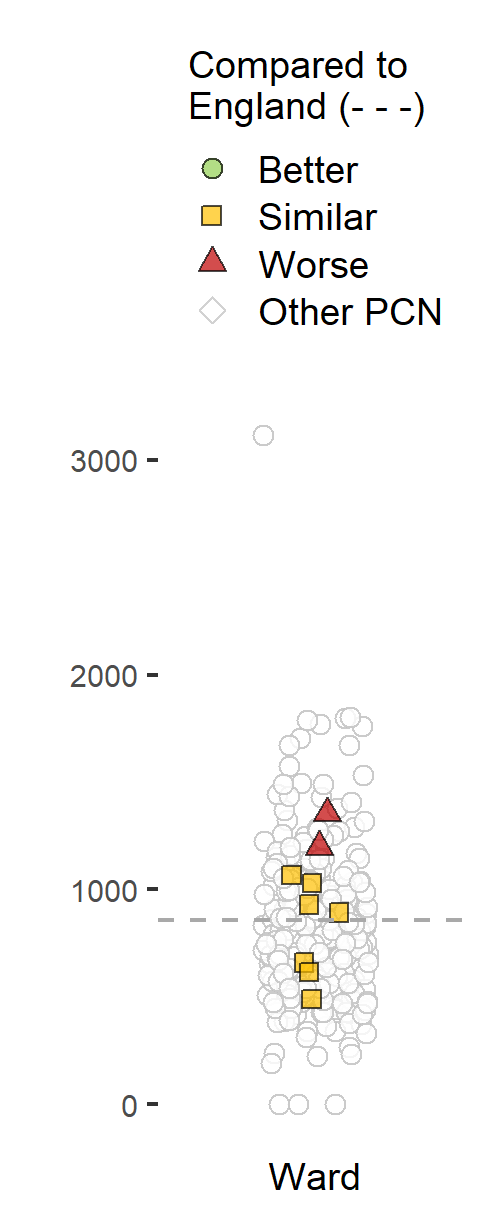 Compared to
England (- - -)
Better
Similar
Worse
Other PCN
3000
2000
1000
0
Ward